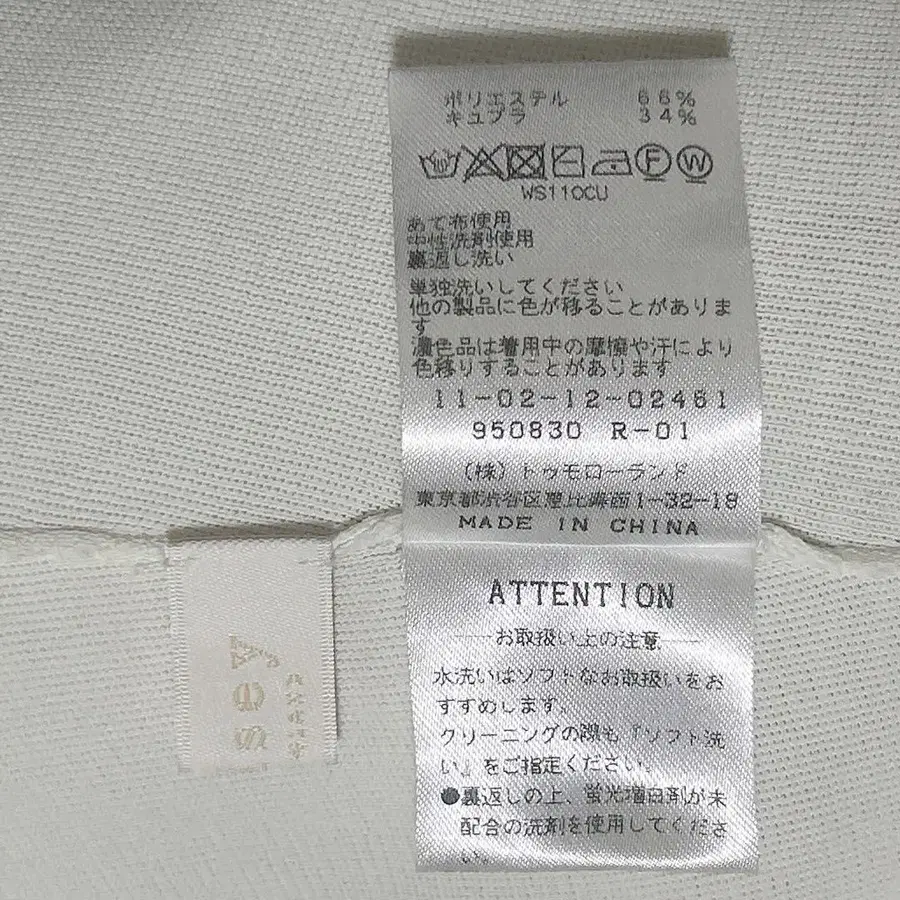 ポリエステル 66%
キュプラ 34%
WS110CU
あて布使用
中性洗剤使用
裏返し洗い
単独洗いしてください
他の製品に色が移ることがありま
す
濃色品は着用中の摩擦や汗により
色移りすることがあります
11-02-12-02461
950830 R-01
(株)トゥモローランド
東京都渋谷区恵比寿西1-32-18
MADE IN CHINA
ATTENTION
お取扱い上の注意
水洗いはソフトなお取扱いをお
すすめします。
クリーニングの際も『ソフト洗
い』をご指定ください。
●裏返しの上、蛍光増白剤が未
配合の洗剤を使用してくださ
い。
sey